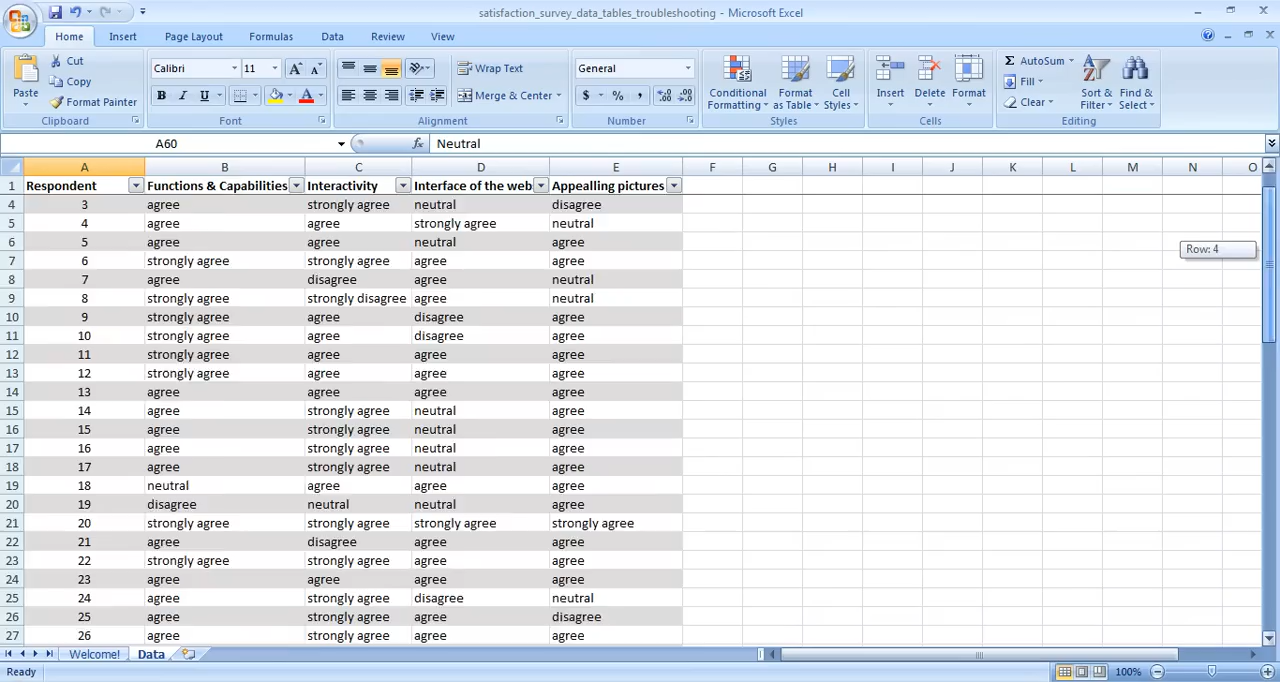 satisfaction_survey_data_tables_troubleshooting - Microsoft Excel
Home Insert Page Layout Formulas Data Review View
Paste Cut Copy Format Painter Clipboard
Calibri 11 A A B I U A Font
Wrap Text Merge & Center Alignment
General $ % , .0 .00 .00 .0 Number
Conditional Formatting Format as Table Cell Styles Styles
Insert Delete Format Cells
Σ AutoSum Fill Clear Sort & Filter Find & Select Editing
A60 fx Neutral
A B C D E F G H I J K L M N O
1 Respondent Functions & Capabilities Interactivity Interface of the web Appealling pictures
4 3 agree strongly agree neutral disagree
5 4 agree agree strongly agree neutral
6 5 agree agree neutral agree
7 6 strongly agree strongly agree agree agree
Row: 4
8 7 agree disagree agree neutral
9 8 strongly agree strongly disagree agree neutral
10 9 strongly agree agree disagree agree
11 10 strongly agree agree disagree agree
12 11 strongly agree agree agree agree
13 12 strongly agree agree agree agree
14 13 agree agree agree agree
15 14 agree strongly agree neutral agree
16 15 agree strongly agree neutral agree
17 16 agree strongly agree neutral agree
18 17 agree strongly agree neutral agree
19 18 neutral agree agree agree
20 19 disagree neutral neutral agree
21 20 strongly agree strongly agree strongly agree strongly agree
22 21 agree disagree agree agree
23 22 strongly agree strongly agree agree agree
24 23 agree agree agree agree
25 24 agree strongly agree disagree neutral
26 25 agree strongly agree agree disagree
27 26 agree strongly agree agree agree
Welcome! Data
Ready 100%